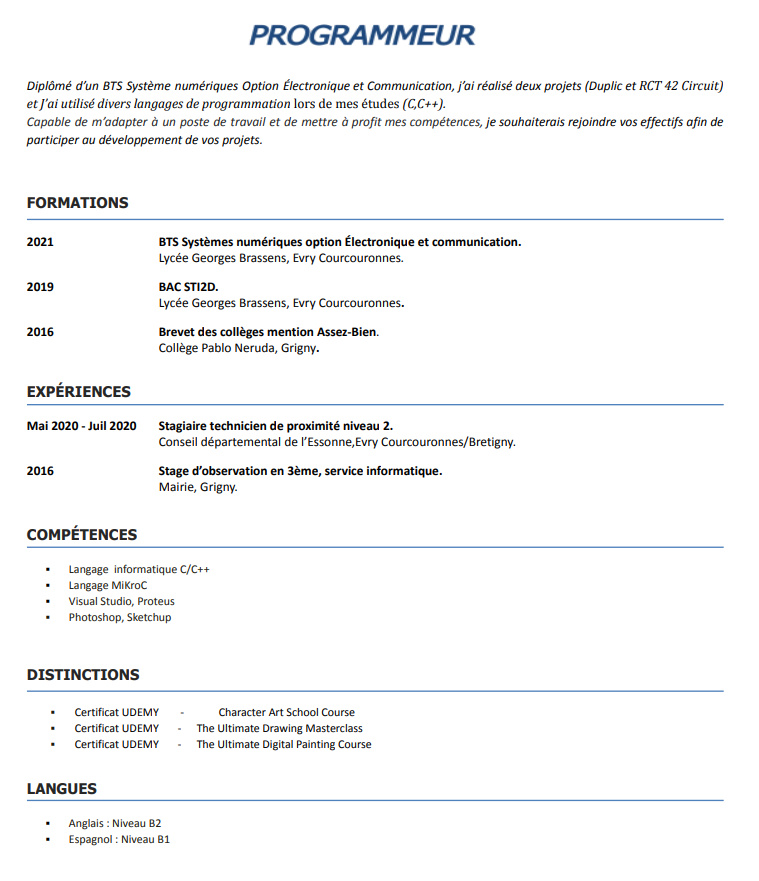 PROGRAMMEUR
Diplômé d'un BTS Système numériques Option Électronique et Communication, j'ai réalisé deux projets (Duplic et RCT 42 Circuit)
et J'ai utilisé divers langages de programmation lors de mes études (C,C++).
Capable de m'adapter à un poste de travail et de mettre à profit mes compétences, je souhaiterais rejoindre vos effectifs afin de
participer au développement de vos projets.
FORMATIONS
2021 BTS Systèmes numériques option Électronique et communication.
Lycée Georges Brassens, Evry Courcouronnes.
2019 BAC STI2D.
Lycée Georges Brassens, Evry Courcouronnes.
2016 Brevet des collèges mention Assez-Bien.
Collège Pablo Neruda, Grigny.
EXPÉRIENCES
Mai 2020 - Juil 2020 Stagiaire technicien de proximité niveau 2.
Conseil départemental de l'Essonne,Evry Courcouronnes/Bretigny.
2016 Stage d'observation en 3ème, service informatique.
Mairie, Grigny.
COMPÉTENCES
▪ Langage informatique C/C++
▪ Langage MiKroC
▪ Visual Studio, Proteus
▪ Photoshop, Sketchup
DISTINCTIONS
▪ Certificat UDEMY - Character Art School Course
▪ Certificat UDEMY - The Ultimate Drawing Masterclass
▪ Certificat UDEMY - The Ultimate Digital Painting Course
LANGUES
▪ Anglais : Niveau B2
▪ Espagnol : Niveau B1